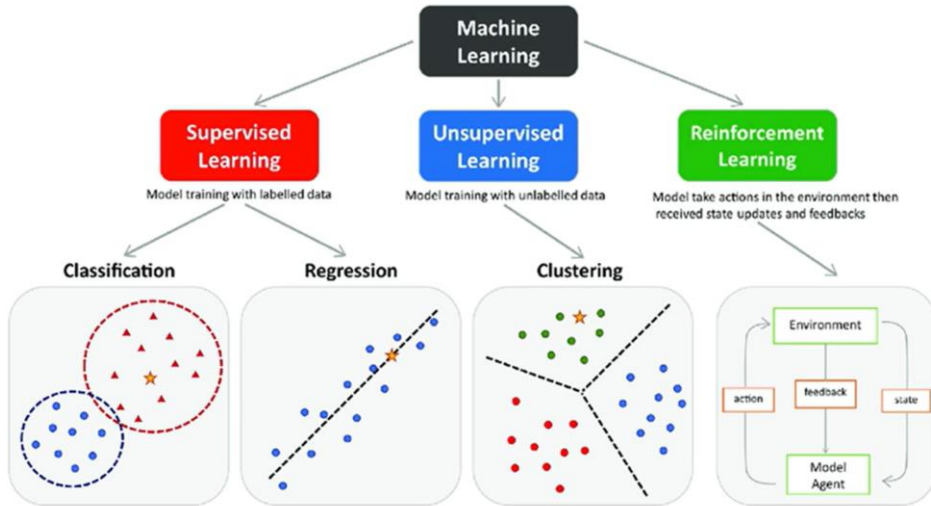 Machine
Learning
Supervised
Learning
Unsupervised
Learning
Reinforcement
Learning
Model training with labelled data
Model training with unlabelled data
Model take actions in the environment then
received state updates and feedbacks
Classification
Regression
Clustering
Environment
action
feedback
state
Model
Agent